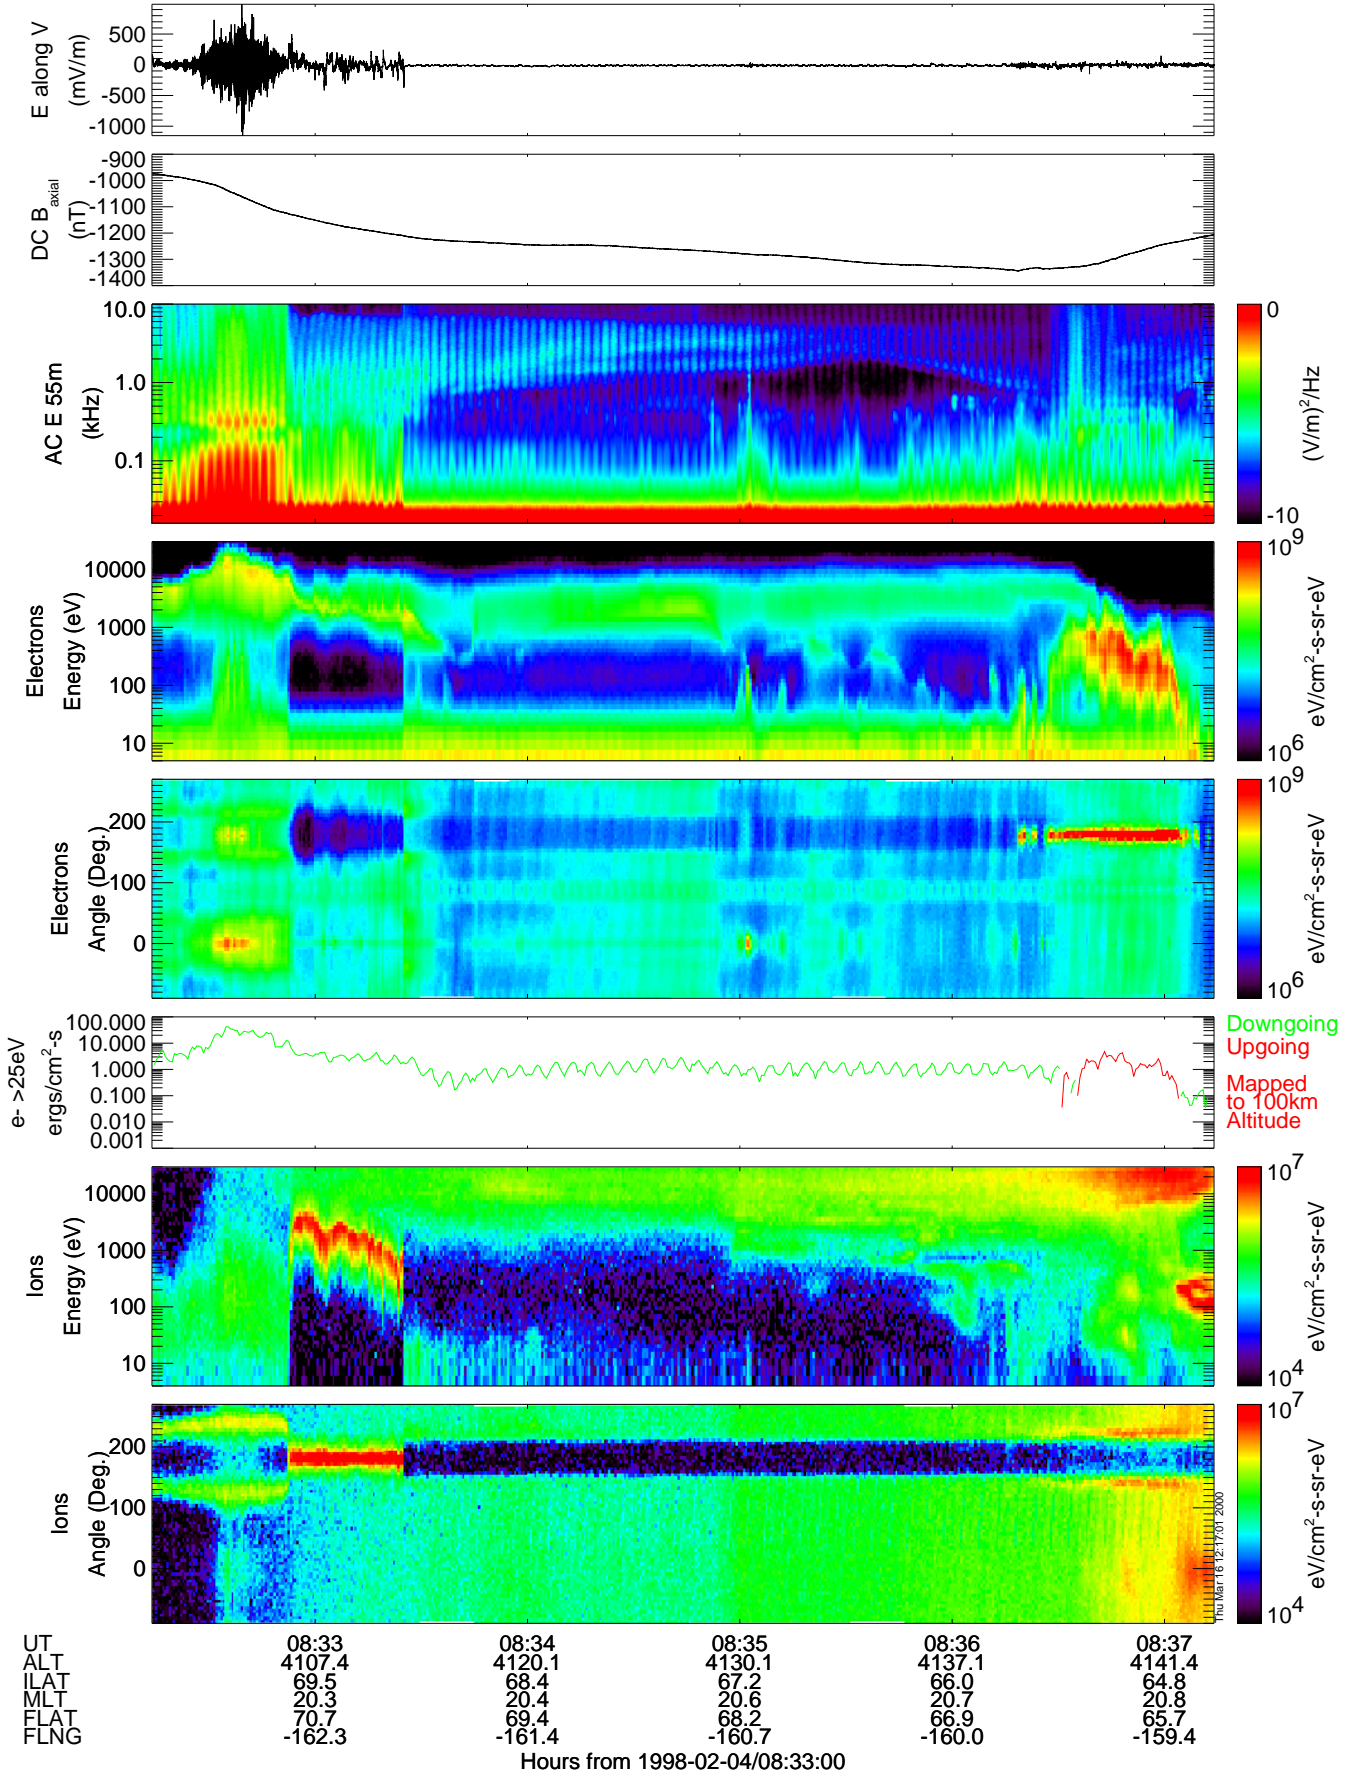 E along V
(mV/m)
500
0
-500
-1000
DC B axial
(nT)
-900
-1000
-1100
-1200
-1300
-1400
AC E 55m
(kHz)
10.0
1.0
0.1
0
-10
(V/m)²/Hz
Electrons
Energy (eV)
10000
1000
100
10
10⁹
10⁶
eV/cm²-s-sr-eV
Electrons
Angle (Deg.)
200
100
0
10⁹
10⁶
eV/cm²-s-sr-eV
e- >25eV
ergs/cm²-s
100.000
10.000
1.000
0.100
0.010
0.001
Downgoing
Upgoing
Mapped
to 100km
Altitude
Ions
Energy (eV)
10000
1000
100
10
10⁷
10⁴
eV/cm²-s-sr-eV
Ions
Angle (Deg.)
200
100
0
10⁷
10⁴
eV/cm²-s-sr-eV
Thu Mar 16 12:17:01 2000
UT 08:33 08:34 08:35 08:36 08:37
ALT 4107.4 4120.1 4130.1 4137.1 4141.4
ILAT 69.5 68.4 67.2 66.0 64.8
MLT 20.3 20.4 20.6 20.7 20.8
FLAT 70.7 69.4 68.2 66.9 65.7
FLNG -162.3 -161.4 -160.7 -160.0 -159.4
Hours from 1998-02-04/08:33:00